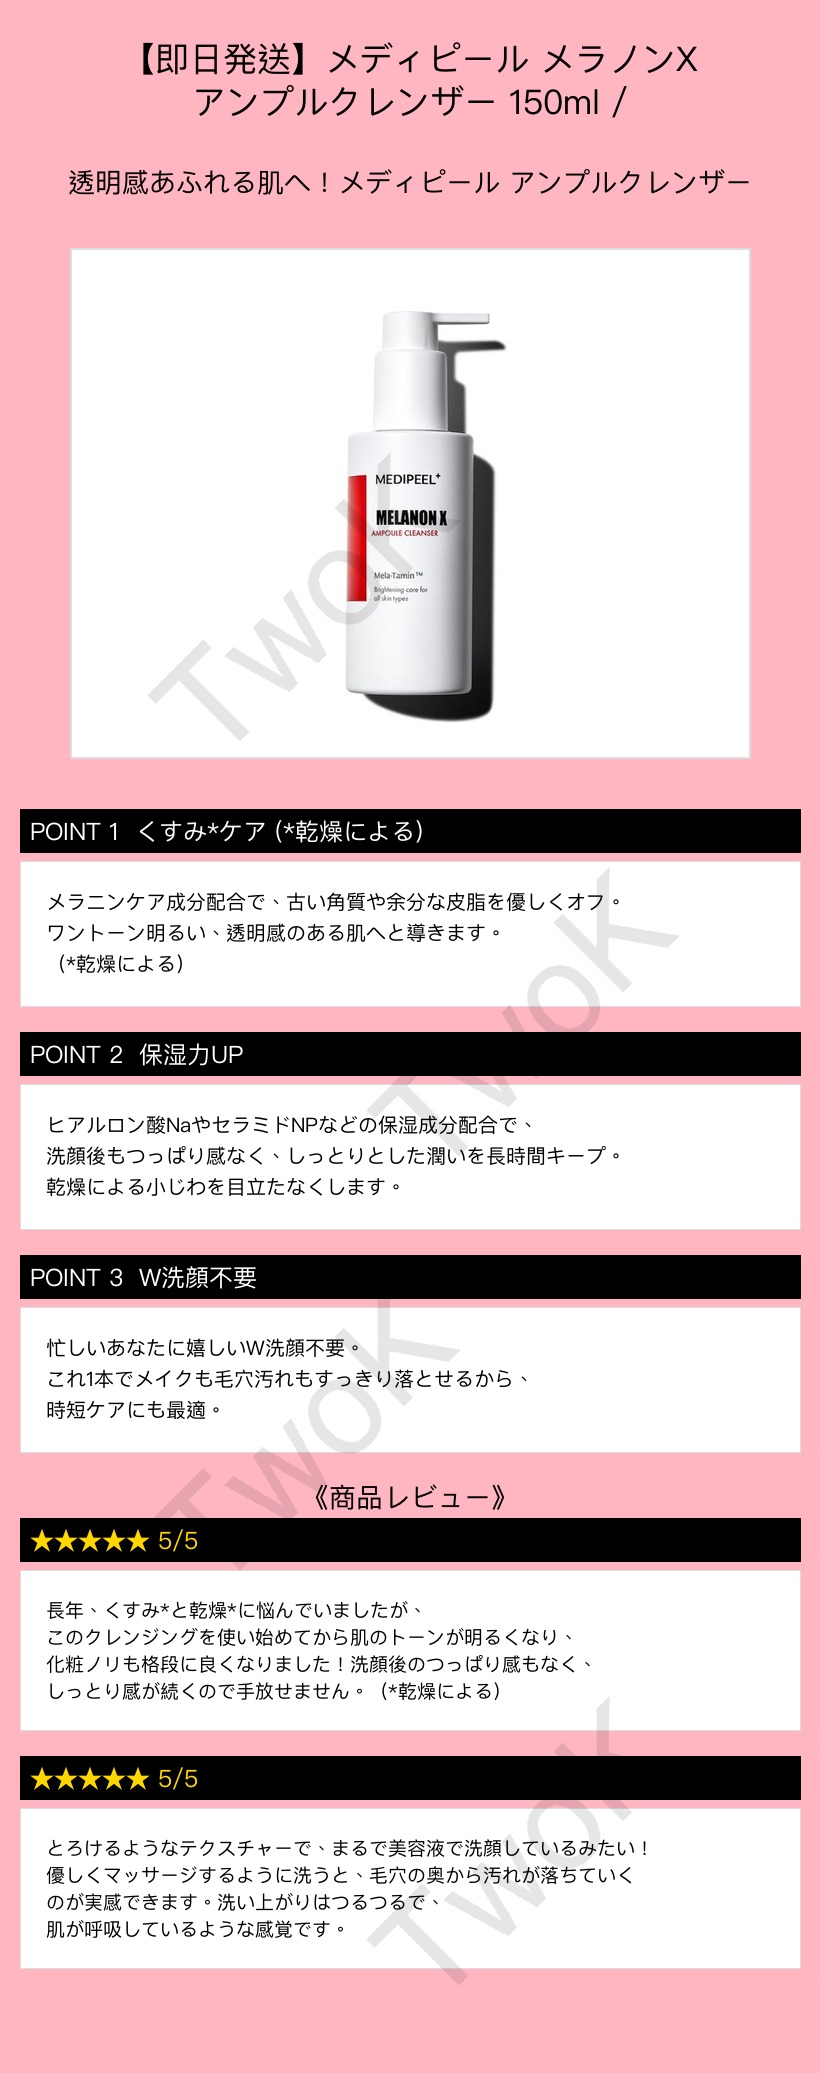 【即日発送】メディピール メラノンX
アンプルクレンザー 150ml /
透明感あふれる肌へ！メディピール アンプルクレンザー
MEDIPEEL+
MELANON X
AMPOULE CLEANSER
Mela-Tamin™
Brightening care for
all skin types
TwoK
POINT 1 くすみ*ケア (*乾燥による)
メラニンケア成分配合で、古い角質や余分な皮脂を優しくオフ。
ワントーン明るい、透明感のある肌へと導きます。
（*乾燥による）
TwoK
POINT 2 保湿力UP
ヒアルロン酸NaやセラミドNPなどの保湿成分配合で、
洗顔後もつっぱり感なく、しっとりとした潤いを長時間キープ。
乾燥による小じわを目立たなくします。
POINT 3 W洗顔不要
忙しいあなたに嬉しいW洗顔不要。
これ1本でメイクも毛穴汚れもすっきり落とせるから、
時短ケアにも最適。
TwoK
《商品レビュー》
★★★★★ 5/5
長年、くすみ*と乾燥*に悩んでいましたが、
このクレンジングを使い始めてから肌のトーンが明るくなり、
化粧ノリも格段に良くなりました！洗顔後のつっぱり感もなく、
しっとり感が続くので手放せません。（*乾燥による）
★★★★★ 5/5
とろけるようなテクスチャーで、まるで美容液で洗顔しているみたい！
優しくマッサージするように洗うと、毛穴の奥から汚れが落ちていく
のが実感できます。洗い上がりはつるつるで、
肌が呼吸しているような感覚です。
TwoK